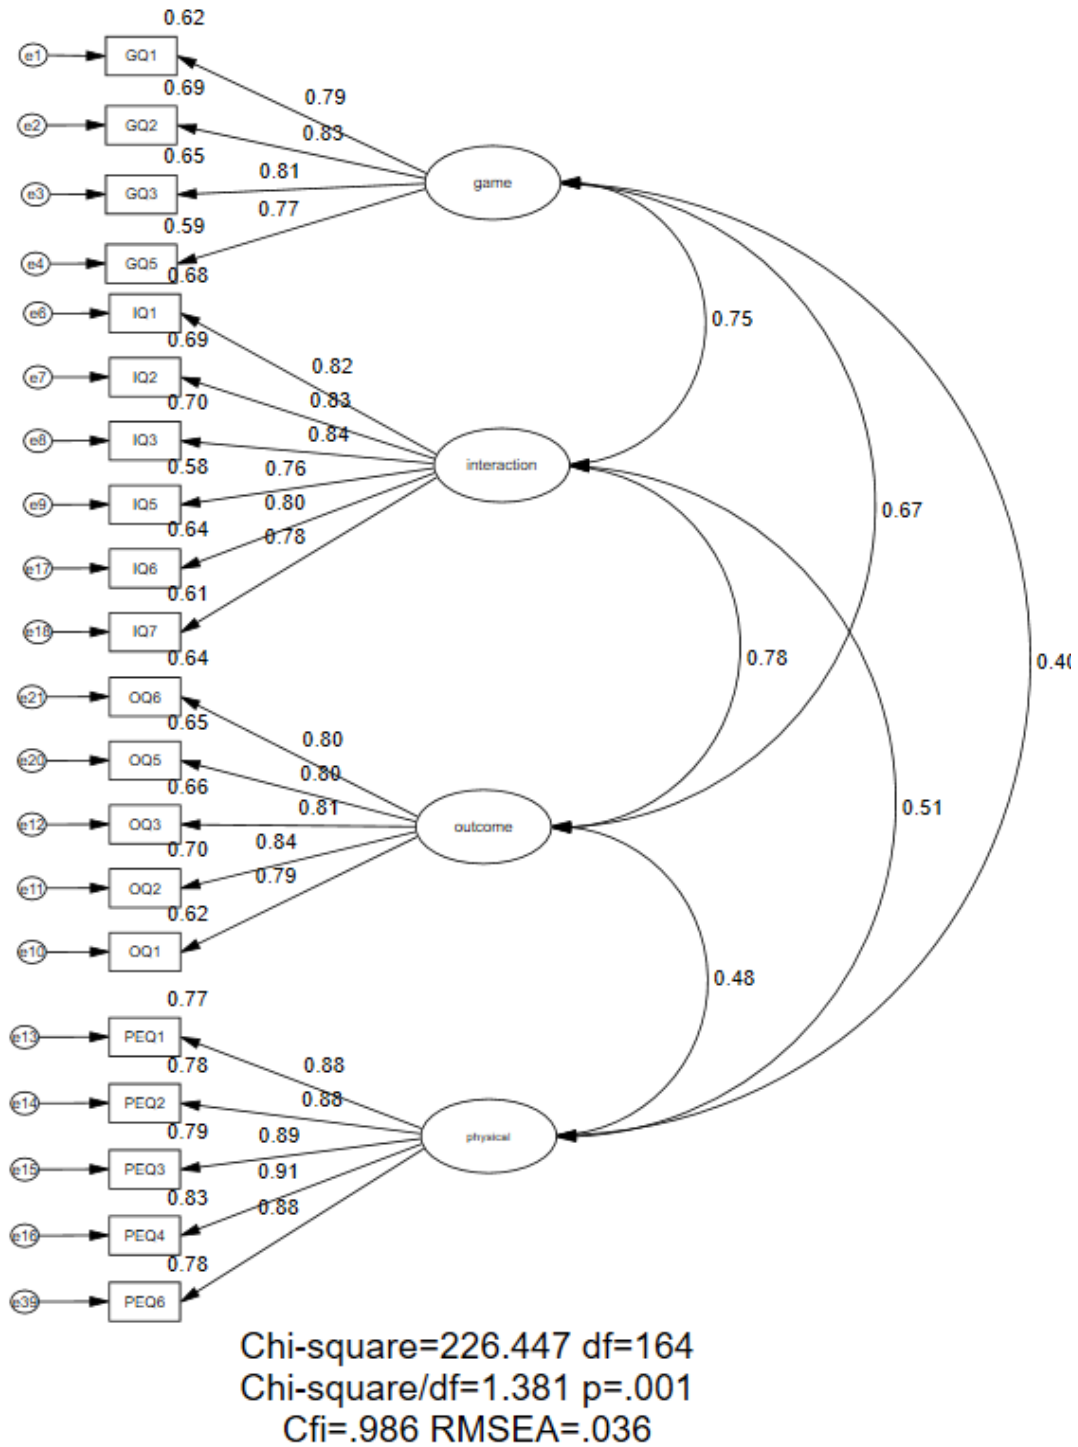 0.62
e1 GQ1
0.69
0.79
e2 GQ2
0.83
0.65
0.81
e3 GQ3
game
0.77
0.59
e4 GQ5
0.68
e6 IQ1
0.75
0.69
0.82
e7 IQ2
0.83
0.70
0.84
e8 IQ3
0.58
0.76
interaction
e9 IQ5
0.80
0.67
0.64
0.78
e17 IQ6
0.61
e18 IQ7
0.64
0.78
0.40
e21 OQ6
0.65
0.80
e20 OQ5
0.80
0.66
0.81
0.51
e12 OQ3
outcome
0.70
0.84
e11 OQ2
0.79
0.62
e10 OQ1
0.48
0.77
e13 PEQ1
0.78
0.88
e14 PEQ2
0.88
0.79
0.89
physical
e15 PEQ3
0.91
0.83
0.88
e16 PEQ4
0.78
e39 PEQ6
Chi-square=226.447 df=164
Chi-square/df=1.381 p=.001
Cfi=.986 RMSEA=.036